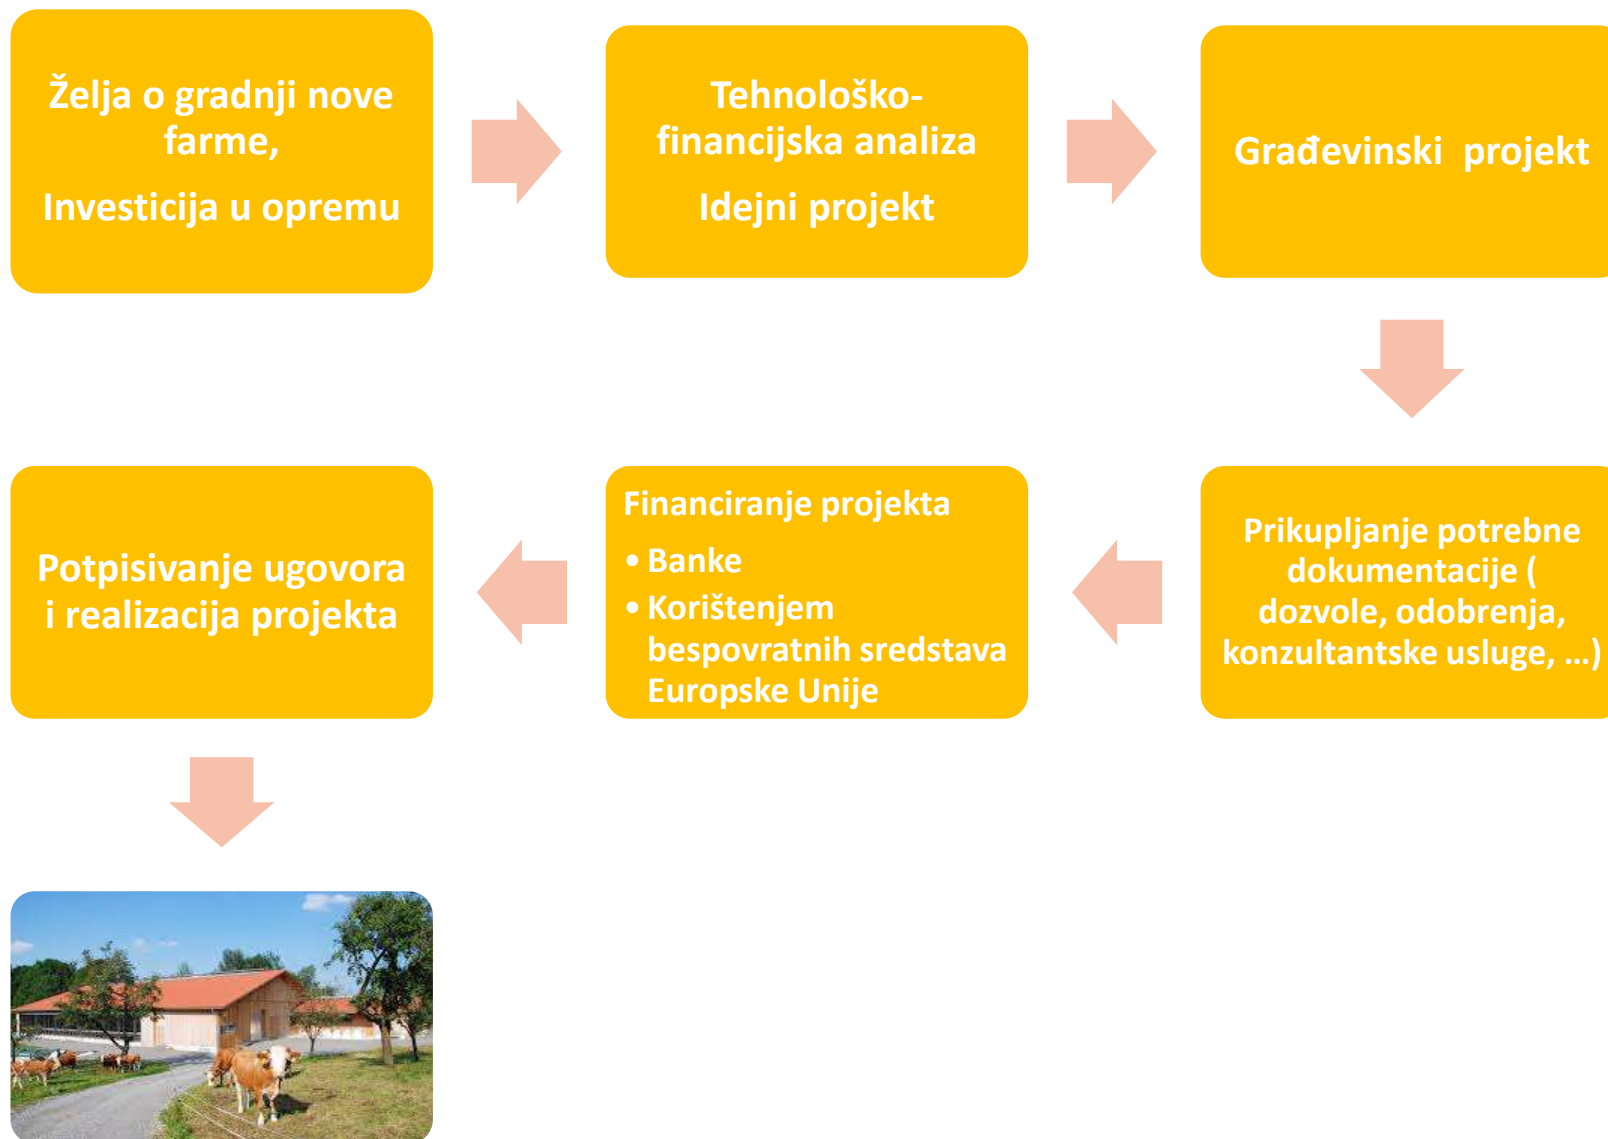 Želja o gradnji nove
farme,
Investicija u opremu
Tehnološko-
financijska analiza
Idejni projekt
Građevinski projekt
Prikupljanje potrebne
dokumentacije (
dozvole, odobrenja,
konzultantske usluge, ...)
Financiranje projekta
• Banke
• Korištenjem
bespovratnih sredstava
Europske Unije
Potpisivanje ugovora
i realizacija projekta